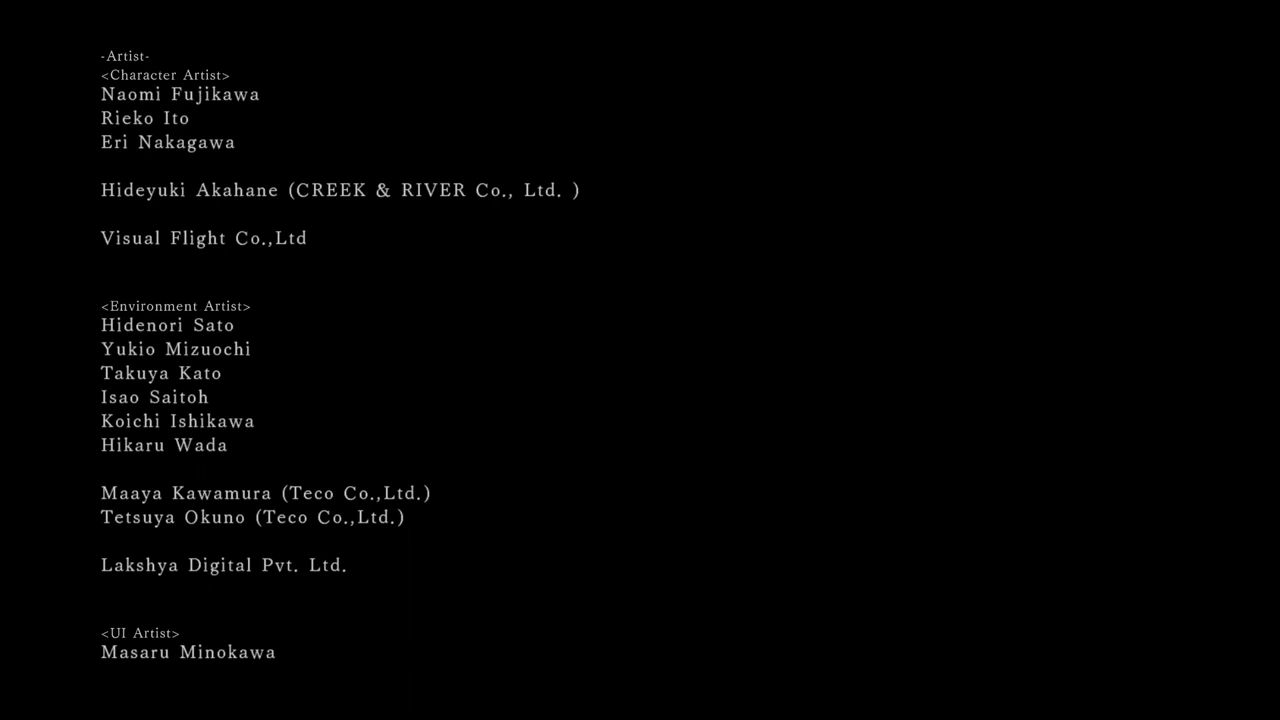 -Artist-
<Character Artist>
Naomi Fujikawa
Rieko Ito
Eri Nakagawa
Hideyuki Akahane (CREEK & RIVER Co., Ltd. )
Visual Flight Co.,Ltd
<Environment Artist>
Hidenori Sato
Yukio Mizuochi
Takuya Kato
Isao Saitoh
Koichi Ishikawa
Hikaru Wada
Maaya Kawamura (Teco Co.,Ltd.)
Tetsuya Okuno (Teco Co.,Ltd.)
Lakshya Digital Pvt. Ltd.
<UI Artist>
Masaru Minokawa